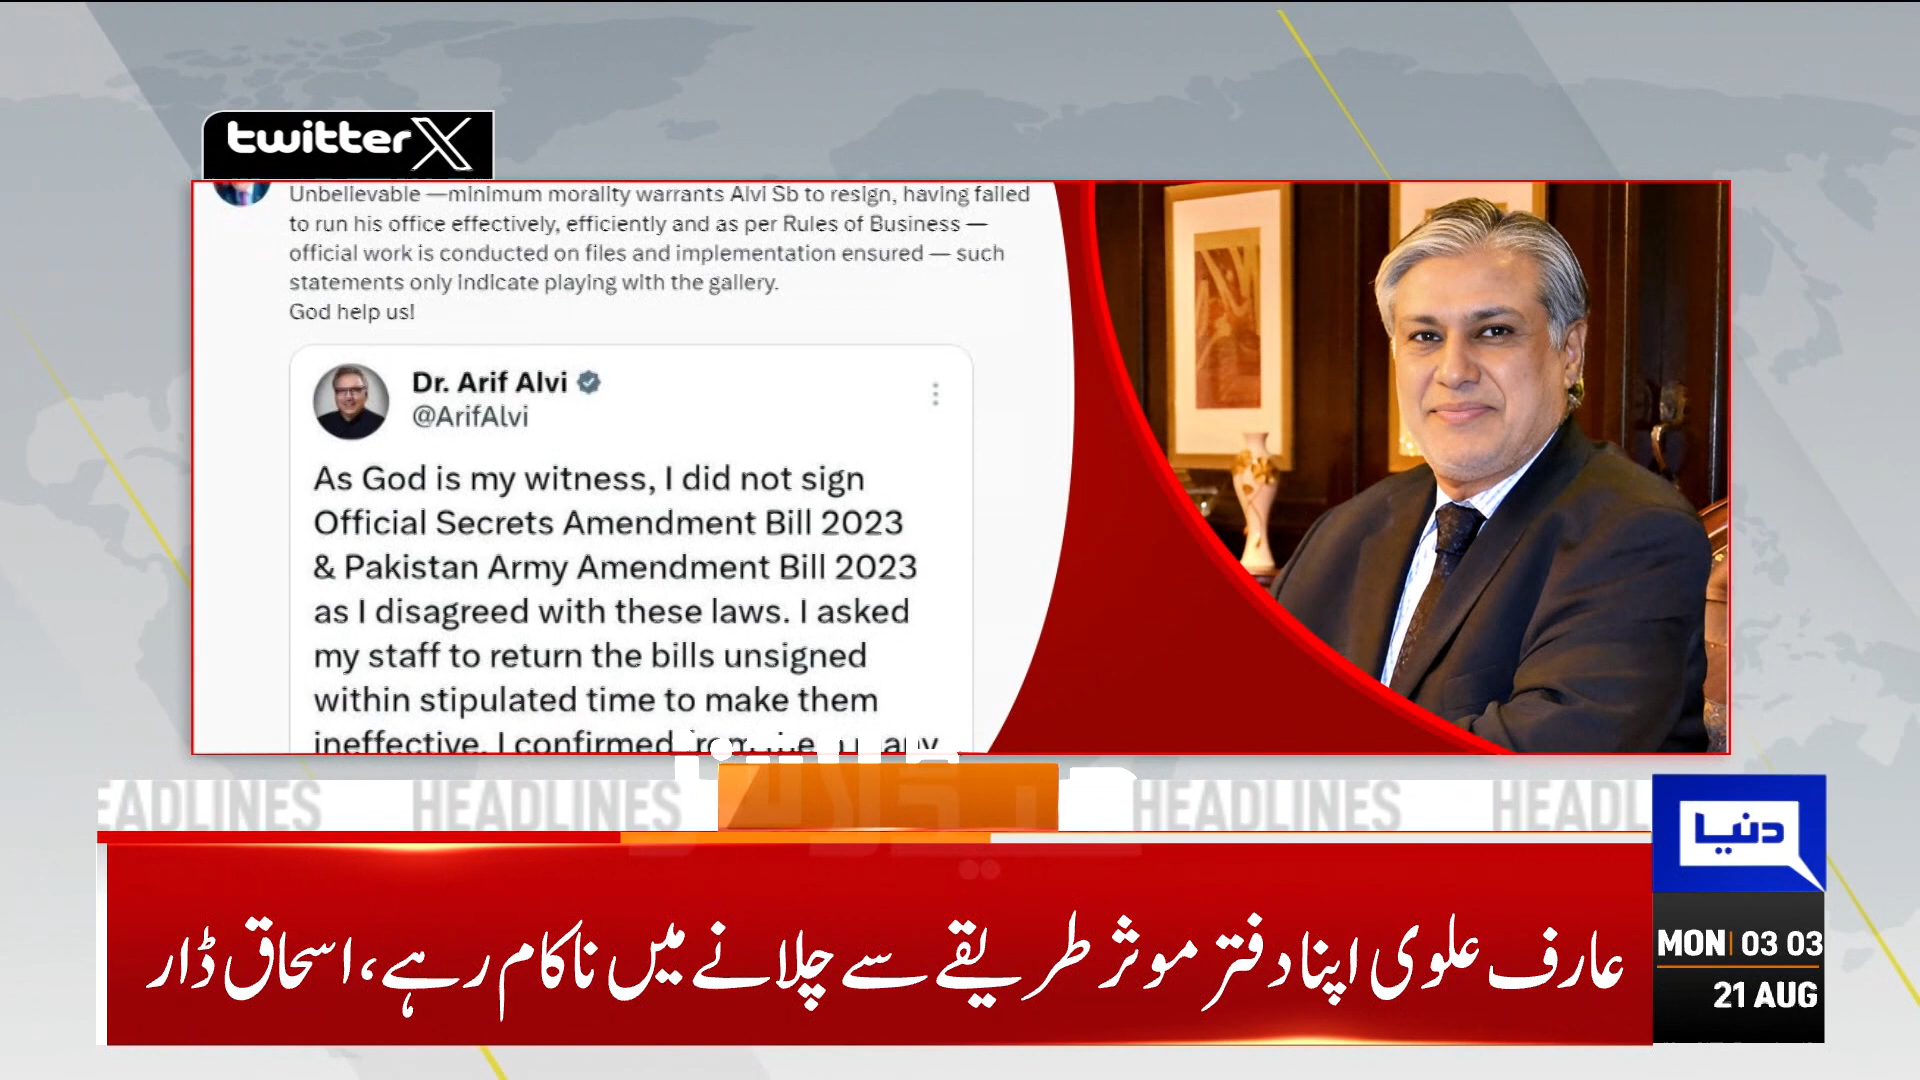 twitter X
Unbelievable —minimum morality warrants Alvi Sb to resign, having failed
to run his office effectively, efficiently and as per Rules of Business —
official work is conducted on files and implementation ensured — such
statements only indicate playing with the gallery.
God help us!
Dr. Arif Alvi
@ArifAlvi
As God is my witness, I did not sign
Official Secrets Amendment Bill 2023
& Pakistan Army Amendment Bill 2023
as I disagreed with these laws. I asked
my staff to return the bills unsigned
within stipulated time to make them
ineffective. I confirmed
EADLINES HEADLINES HEADLINES HEADL
دنیا
عارف علوی اپنا دفتر موثر طریقے سے چلانے میں ناکام رہے، اسحاق ڈار
MON 03 03
21 AUG